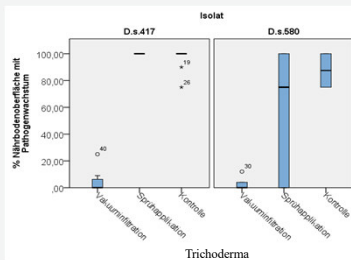 Isolat
D.s.417
D.s.580
% Nährbodenoberfläche mit
Pathogenwachstum
100,00
80,00
60,00
40,00
20,00
,00
40
19
26
30
Vakuuminfiltration
Sprühapplikation
Kontrolle
Vakuuminfiltration
Sprühapplikation
Kontrolle
Trichoderma